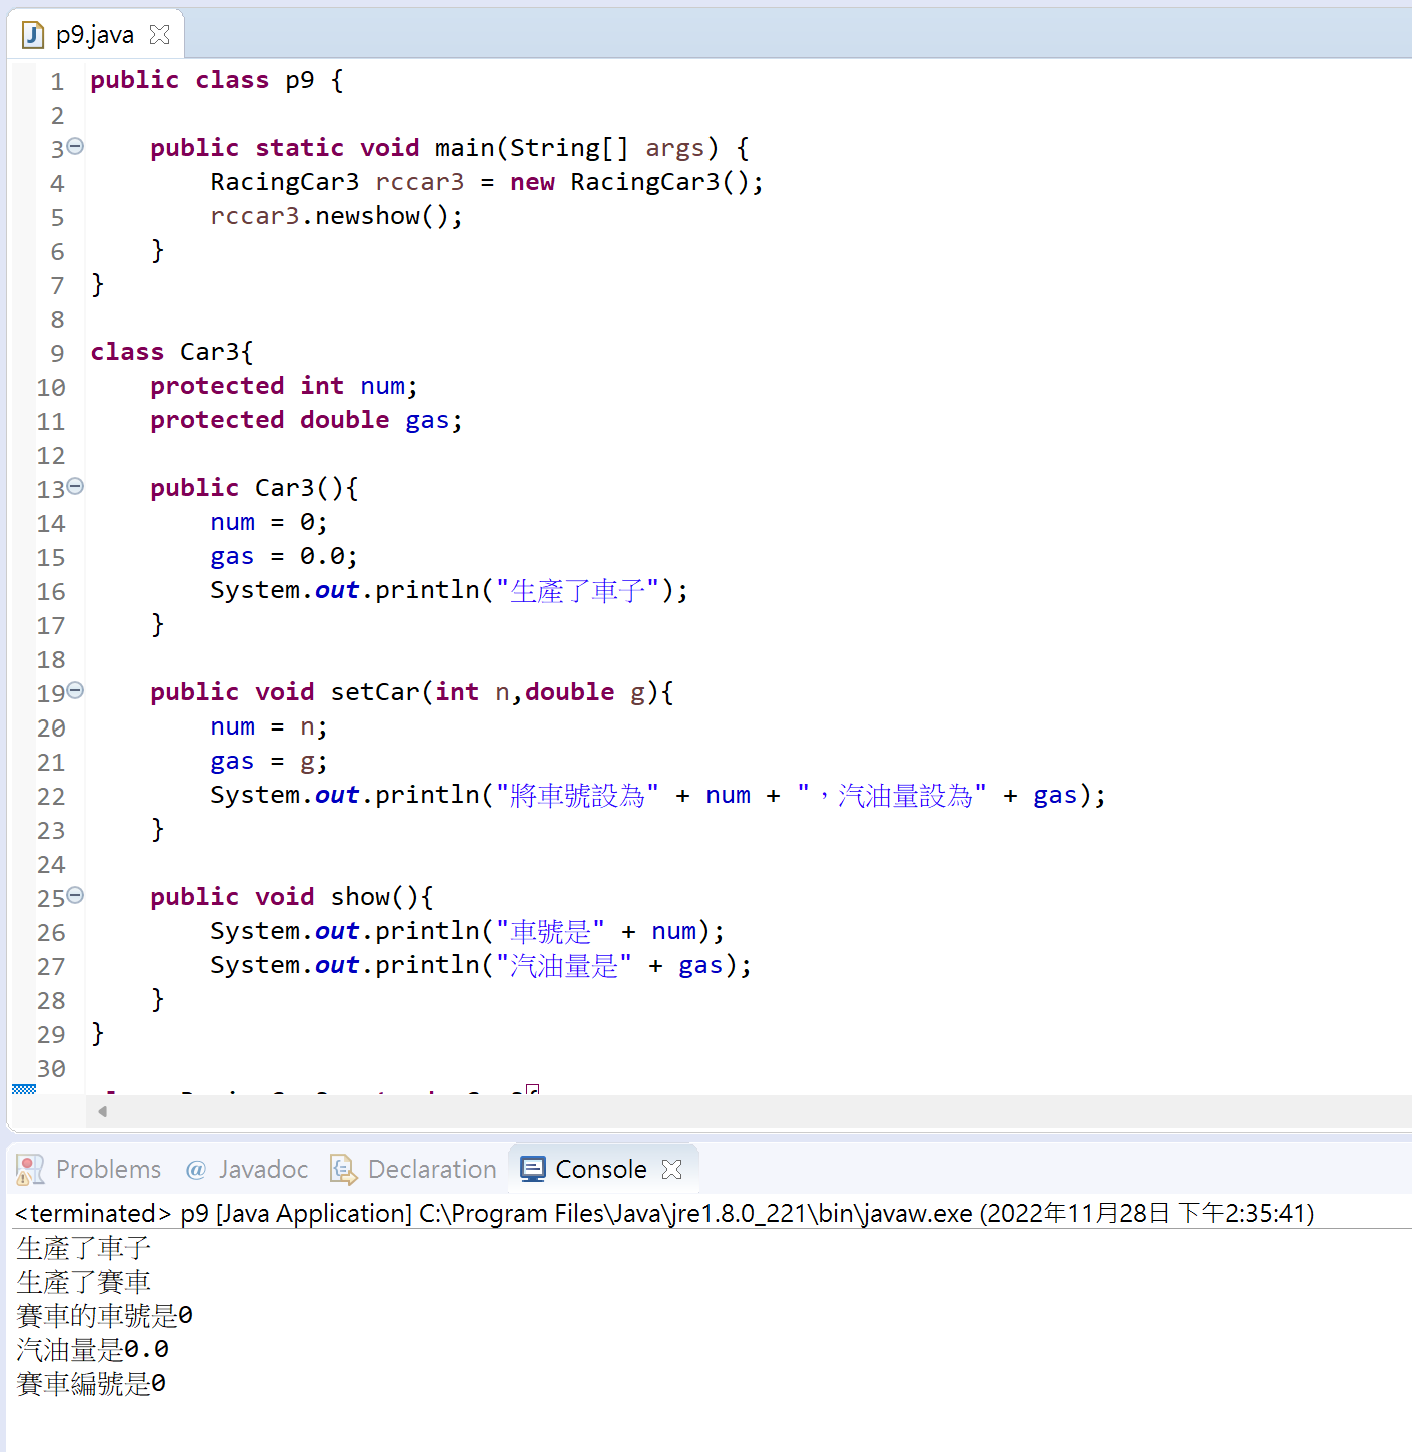 p9.java
1 public class p9 {
2
3     public static void main(String[] args) {
4         RacingCar3 rccar3 = new RacingCar3();
5         rccar3.newshow();
6     }
7 }
8
9 class Car3{
10     protected int num;
11     protected double gas;
12
13     public Car3(){
14         num = 0;
15         gas = 0.0;
16         System.out.println("生產了車子");
17     }
18
19     public void setCar(int n,double g){
20         num = n;
21         gas = g;
22         System.out.println("將車號設為" + num + "，汽油量設為" + gas);
23     }
24
25     public void show(){
26         System.out.println("車號是" + num);
27         System.out.println("汽油量是" + gas);
28     }
29 }
30
Problems @ Javadoc Declaration Console
<terminated> p9 [Java Application] C:\Program Files\Java\jre1.8.0_221\bin\javaw.exe (2022年11月28日 下午2:35:41)
生產了車子
生產了賽車
賽車的車號是0
汽油量是0.0
賽車編號是0